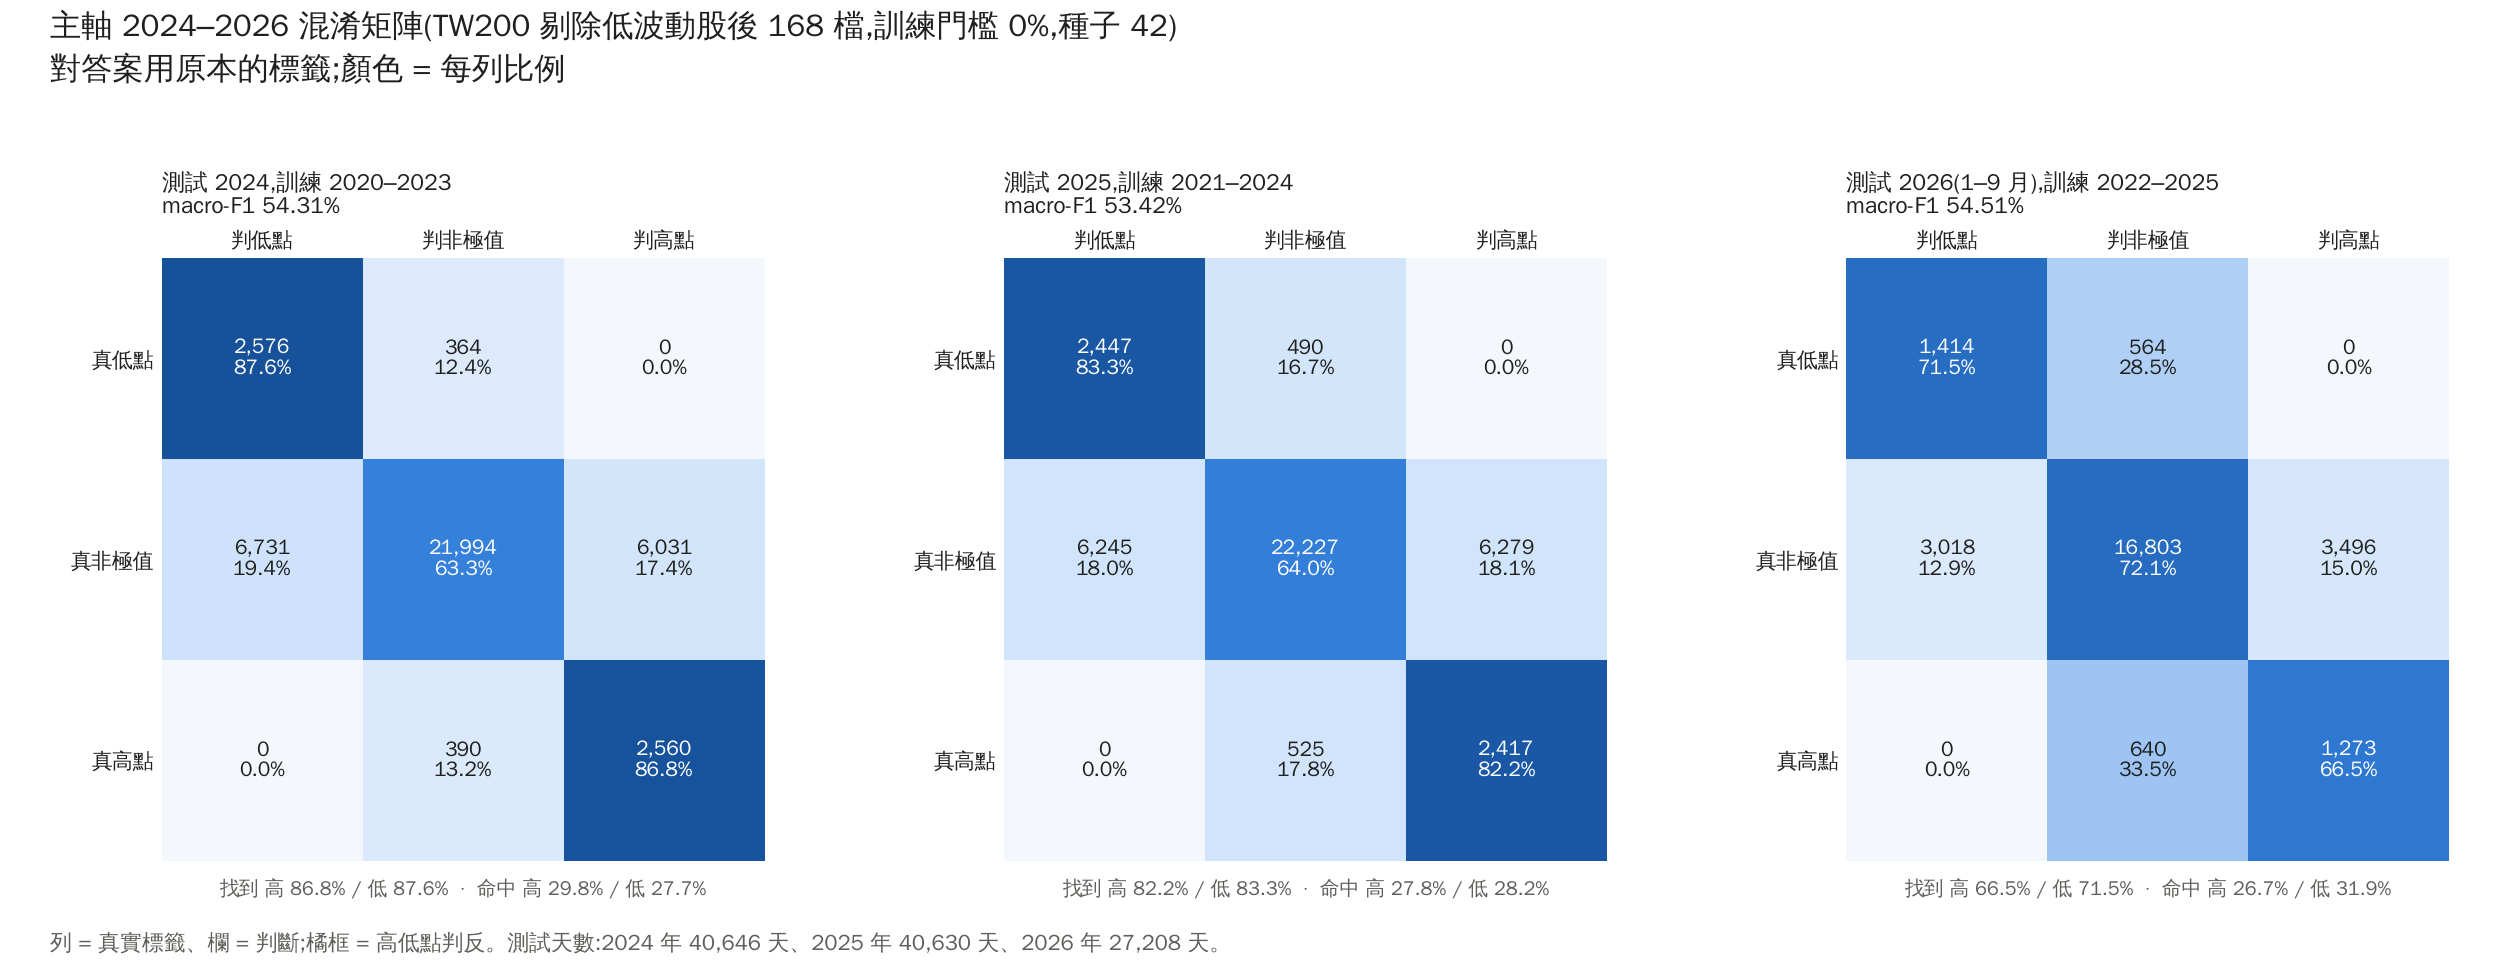 主軸 2024–2026 混淆矩陣(TW200 剔除低波動股後 168 檔,訓練門檻 0%,種子 42)
對答案用原本的標籤;顏色 = 每列比例
測試 2024,訓練 2020–2023
macro-F1 54.31%
判低點 判非極值 判高點
真低點
2,576 364 0
87.6% 12.4% 0.0%
真非極值
6,731 21,994 6,031
19.4% 63.3% 17.4%
真高點
0 390 2,560
0.0% 13.2% 86.8%
找到 高 86.8% / 低 87.6% · 命中 高 29.8% / 低 27.7%
測試 2025,訓練 2021–2024
macro-F1 53.42%
判低點 判非極值 判高點
真低點
2,447 490 0
83.3% 16.7% 0.0%
真非極值
6,245 22,227 6,279
18.0% 64.0% 18.1%
真高點
0 525 2,417
0.0% 17.8% 82.2%
找到 高 82.2% / 低 83.3% · 命中 高 27.8% / 低 28.2%
測試 2026(1–9 月),訓練 2022–2025
macro-F1 54.51%
判低點 判非極值 判高點
真低點
1,414 564 0
71.5% 28.5% 0.0%
真非極值
3,018 16,803 3,496
12.9% 72.1% 15.0%
真高點
0 640 1,273
0.0% 33.5% 66.5%
找到 高 66.5% / 低 71.5% · 命中 高 26.7% / 低 31.9%
列 = 真實標籤、欄 = 判斷;橘框 = 高低點判反。測試天數:2024 年 40,646 天、2025 年 40,630 天、2026 年 27,208 天。